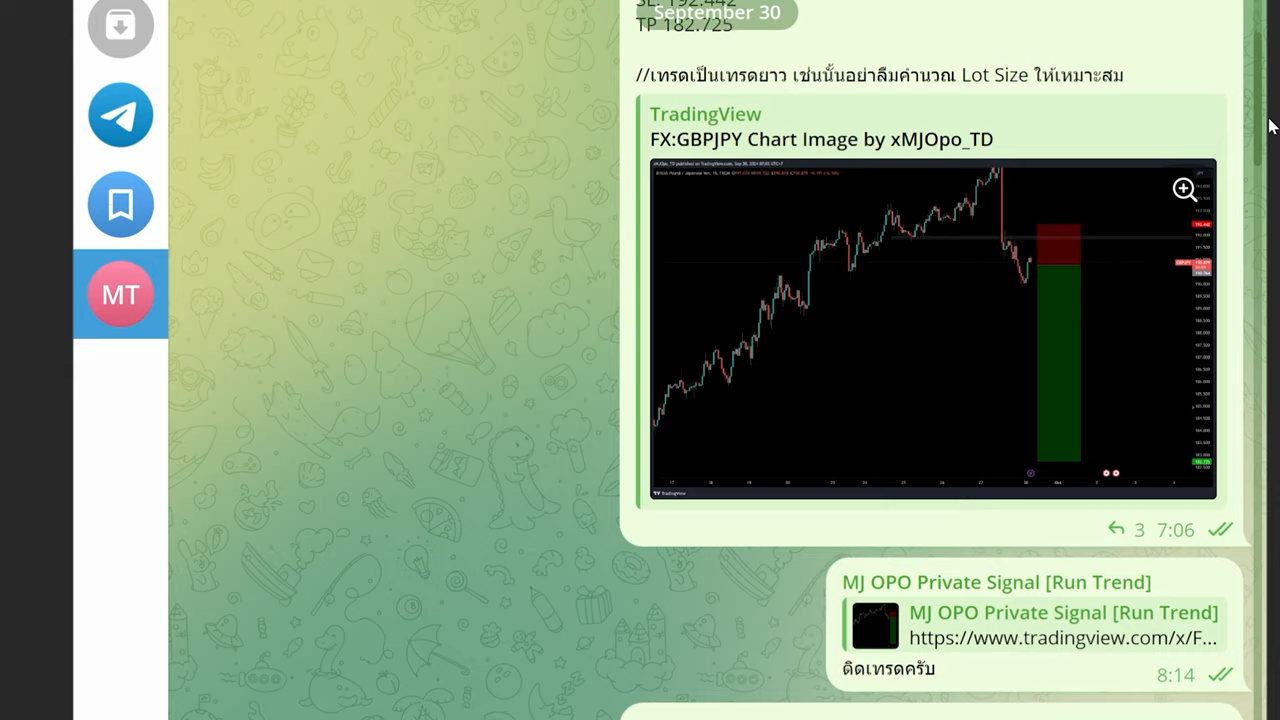 SL 192.442
September 30
TP 182.725
//เทรดเป็นเทรดยาว เช่นนั้นอย่าลืมคำนวณ Lot Size ให้เหมาะสม
TradingView
FX:GBPJPY Chart Image by xMJOpo_TD
TradingView
3 7:06
MT
MJ OPO Private Signal [Run Trend]
MJ OPO Private Signal [Run Trend]
https://www.tradingview.com/x/F...
ติดเทรดครับ
8:14